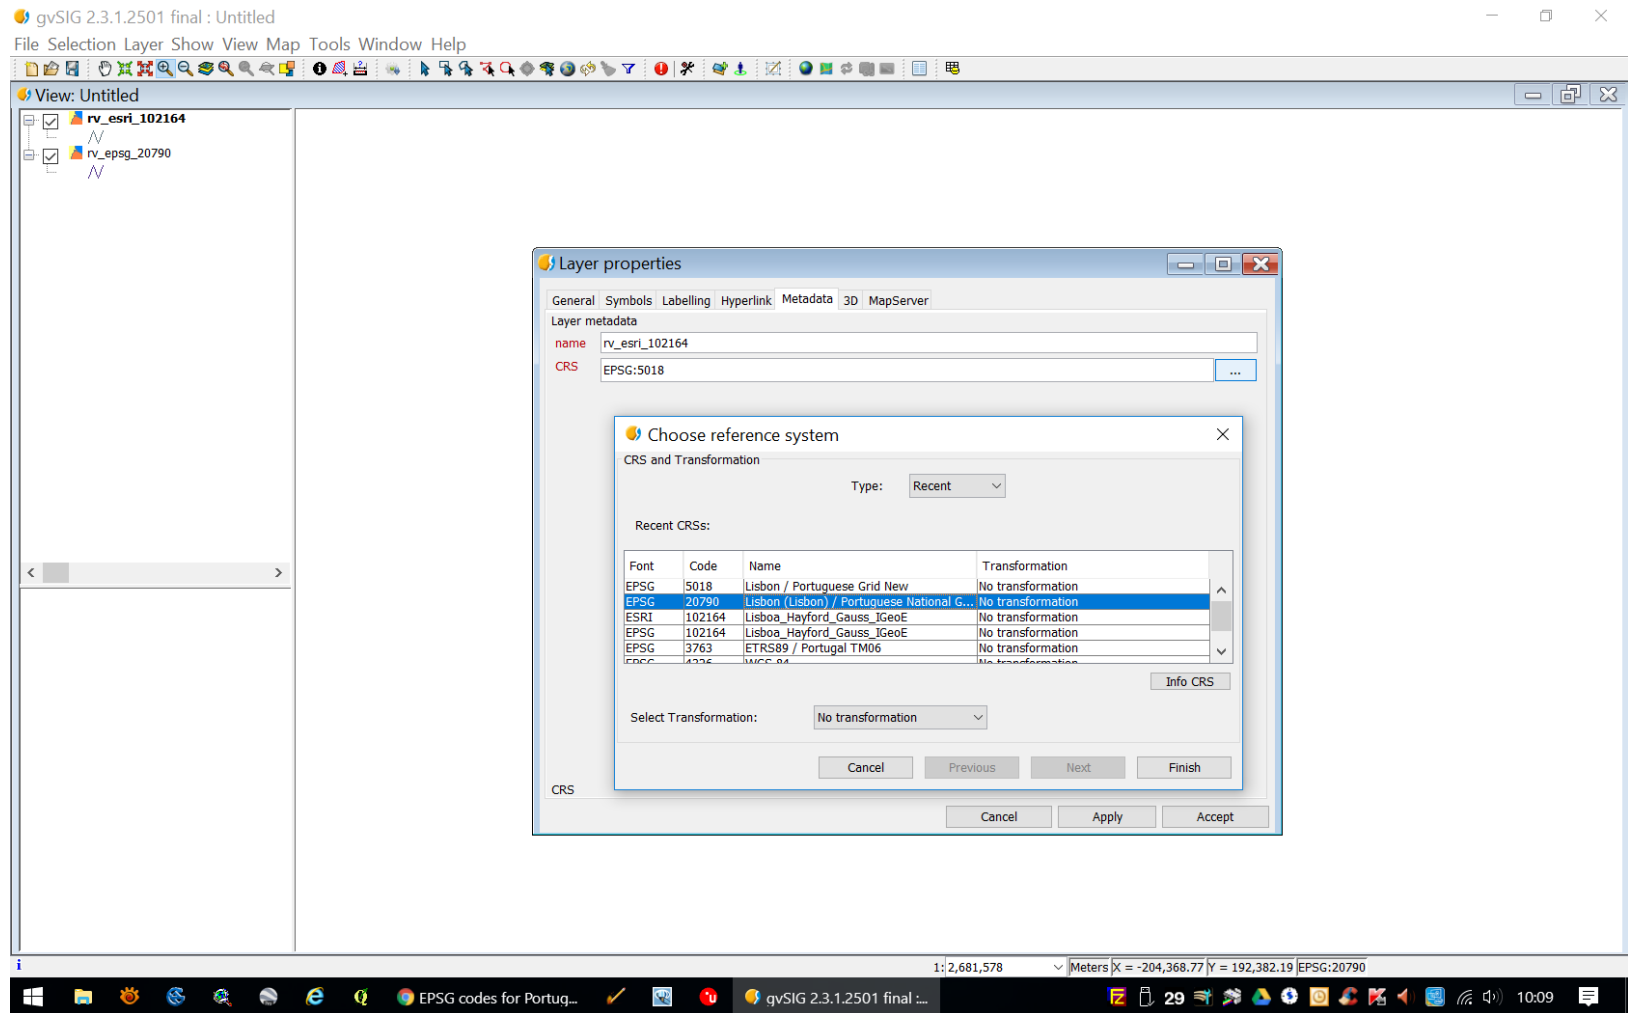 gvSIG 2.3.1.2501 final : Untitled
File Selection Layer Show View Map Tools Window Help
View: Untitled
rv_esri_102164
rv_epsg_20790
Layer properties
General Symbols Labelling Hyperlink Metadata 3D MapServer
Layer metadata
name rv_esri_102164
CRS EPSG:5018 ...
Choose reference system
CRS and Transformation
Type: Recent
Recent CRSs:
Font Code Name Transformation
EPSG 5018 Lisbon / Portuguese Grid New No transformation
EPSG 20790 Lisbon (Lisbon) / Portuguese National G... No transformation
ESRI 102164 Lisboa_Hayford_Gauss_IGeoE No transformation
EPSG 102164 Lisboa_Hayford_Gauss_IGeoE No transformation
EPSG 3763 ETRS89 / Portugal TM06 No transformation
EPSG 4326 WGS 84 No transformation
Info CRS
Select Transformation: No transformation
Cancel Previous Next Finish
CRS
Cancel Apply Accept
1: 2,681,578 Meters X = -204,368.77 Y = 192,382.19 EPSG:20790
EPSG codes for Portug... gvSIG 2.3.1.2501 final :... 29 10:09